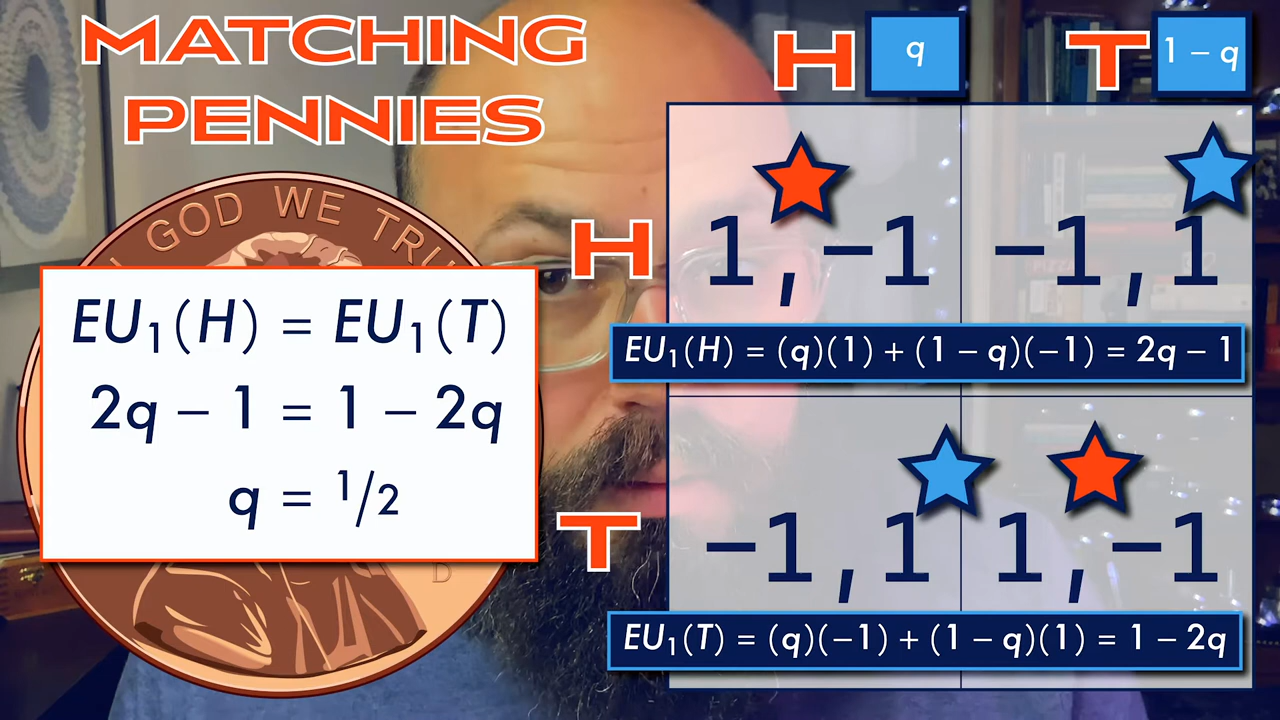 MATCHING
PENNIES
H q T 1 – q
GOD WE TRU
H 1, –1 –1, 1
EU₁(H) = EU₁(T)
2q – 1 = 1 – 2q
q = 1/2
EU₁(H) = (q)(1) + (1 – q)(–1) = 2q – 1
T –1, 1 1, –1
D
EU₁(T) = (q)(–1) + (1 – q)(1) = 1 – 2q